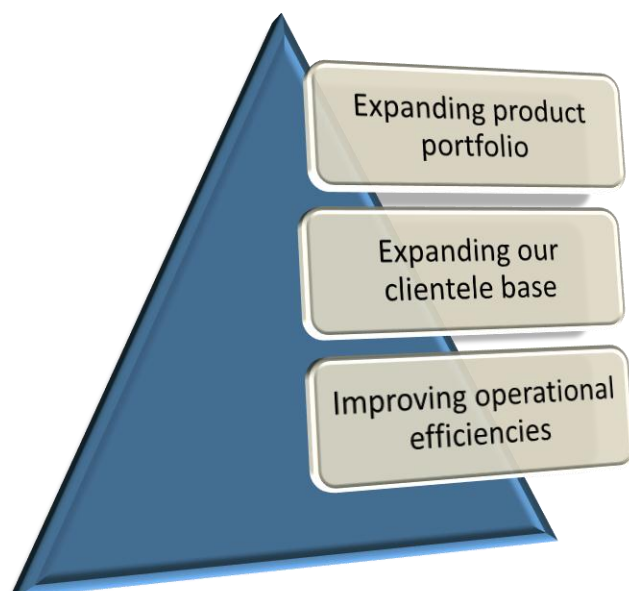 Expanding product
portfolio
Expanding our
clientele base
Improving operational
efficiencies